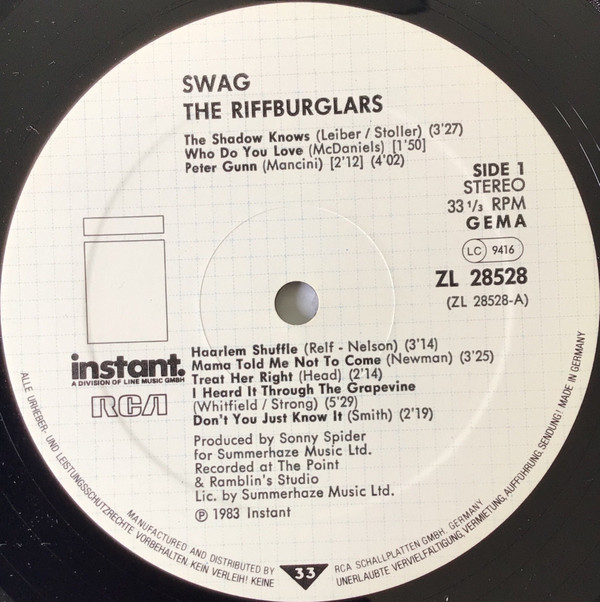 SWAG
THE RIFFBURGLARS
The Shadow Knows (Leiber / Stoller) (3'27)
Who Do You Love (McDaniels) [1'50]
Peter Gunn (Mancini) [2'12] (4'02)
SIDE 1
STEREO
33 1/3 RPM
GEMA
LC 9416
ZL 28528
(ZL 28528-A)
instant.
A DIVISION OF LINE MUSIC GMBH
RCA
Haarlem Shuffle (Relf - Nelson) (3'14)
Mama Told Me Not To Come (Newman) (3'25)
Treat Her Right (Head) (2'14)
I Heard It Through The Grapevine
(Whitfield / Strong) (5'29)
Don't You Just Know It (Smith) (2'19)
Produced by Sonny Spider
for Summerhaze Music Ltd.
Recorded at The Point
& Ramblin's Studio
Lic. by Summerhaze Music Ltd.
℗ 1983 Instant
MANUFACTURED AND DISTRIBUTED BY
RCA SCHALLPLATTEN GMBH. GERMANY
ALLE URHEBER- UND LEISTUNGSSCHUTZRECHTE VORBEHALTEN. KEIN VERLEIH! KEINE
UNERLAUBTE VERVIELFÄLTIGUNG, VERMIETUNG, AUFFÜHRUNG, SENDUNG! MADE IN GERMANY
33